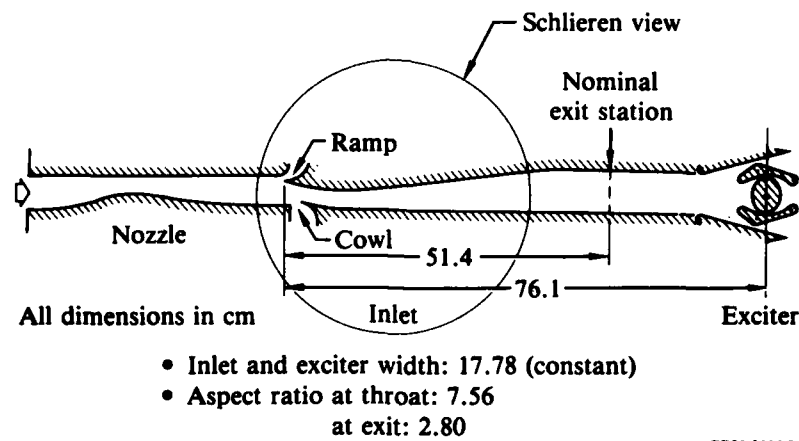 Schlieren view
Nominal
exit station
Ramp
Nozzle
Cowl
51.4
76.1
All dimensions in cm
Inlet
Exciter
• Inlet and exciter width: 17.78 (constant)
• Aspect ratio at throat: 7.56
at exit: 2.80